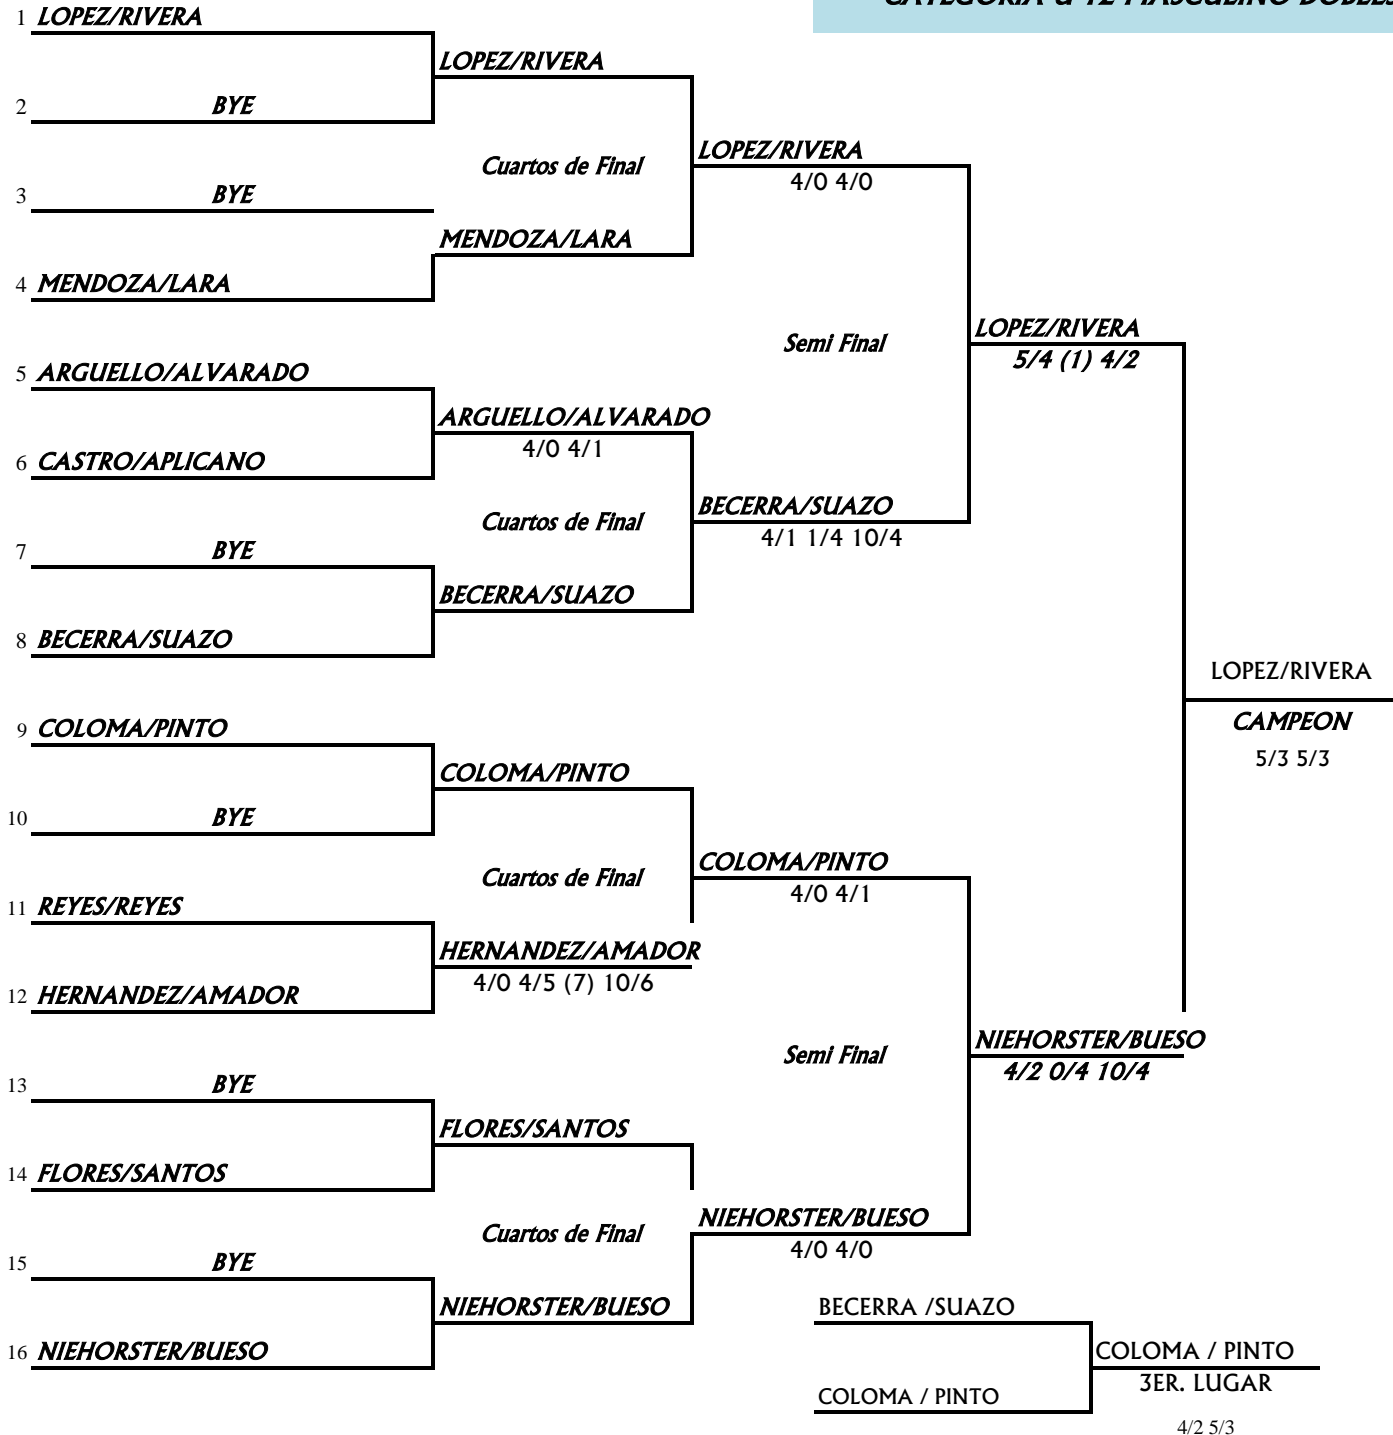 CATEGORIA u 12 MASCULINO DOBLES
1 LOPEZ/RIVERA
LOPEZ/RIVERA
2 BYE
Cuartos de Final
LOPEZ/RIVERA
4/0 4/0
3 BYE
MENDOZA/LARA
4 MENDOZA/LARA
Semi Final
LOPEZ/RIVERA
5/4 (1) 4/2
5 ARGUELLO/ALVARADO
ARGUELLO/ALVARADO
4/0 4/1
6 CASTRO/APLICANO
Cuartos de Final
BECERRA/SUAZO
4/1 1/4 10/4
7 BYE
BECERRA/SUAZO
8 BECERRA/SUAZO
LOPEZ/RIVERA
CAMPEON
5/3 5/3
9 COLOMA/PINTO
COLOMA/PINTO
10 BYE
Cuartos de Final
COLOMA/PINTO
4/0 4/1
11 REYES/REYES
HERNANDEZ/AMADOR
4/0 4/5 (7) 10/6
12 HERNANDEZ/AMADOR
Semi Final
NIEHORSTER/BUESO
4/2 0/4 10/4
13 BYE
FLORES/SANTOS
14 FLORES/SANTOS
Cuartos de Final
NIEHORSTER/BUESO
4/0 4/0
15 BYE
NIEHORSTER/BUESO
16 NIEHORSTER/BUESO
BECERRA /SUAZO
COLOMA / PINTO
3ER. LUGAR
COLOMA / PINTO
4/2 5/3